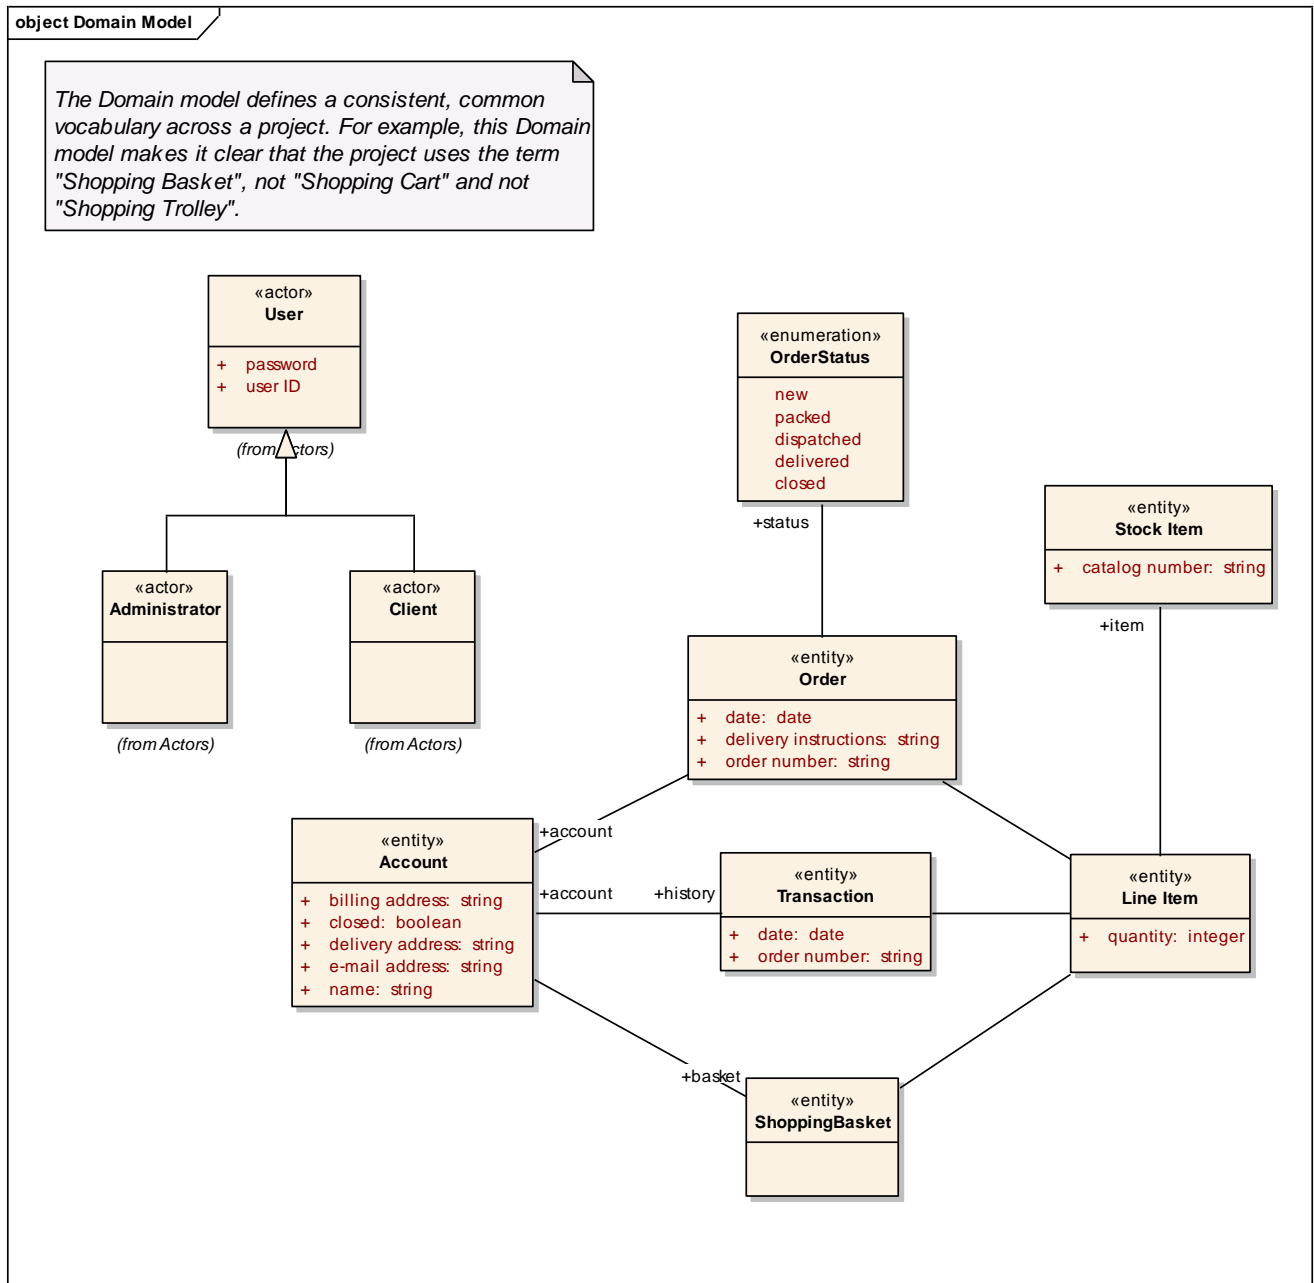 object Domain Model
The Domain model defines a consistent, common
vocabulary across a project. For example, this Domain
model makes it clear that the project uses the term
"Shopping Basket", not "Shopping Cart" and not
"Shopping Trolley".
«actor»
User
+ password
+ user ID
(from Actors)
«actor»
Administrator
(from Actors)
«actor»
Client
(from Actors)
«enumeration»
OrderStatus
new
packed
dispatched
delivered
closed
+status
«entity»
Stock Item
+ catalog number: string
+item
«entity»
Order
+ date: date
+ delivery instructions: string
+ order number: string
«entity»
Account
+ billing address: string
+ closed: boolean
+ delivery address: string
+ e-mail address: string
+ name: string
+account
+account
+history
«entity»
Transaction
+ date: date
+ order number: string
«entity»
Line Item
+ quantity: integer
+basket
«entity»
ShoppingBasket